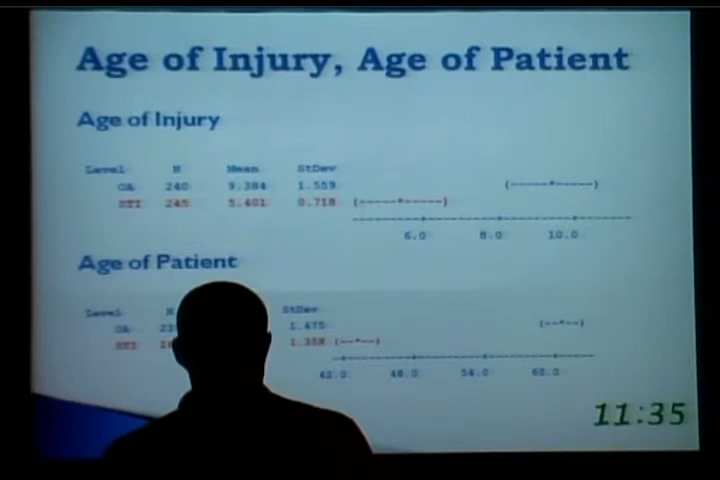 Age of Injury, Age of Patient
Age of Injury
Level N Mean StDev
OA 240 9.384 1.559 (-----*-----)
STI 245 5.401 0.718 (-----*-----)
6.0 8.0 10.0
Age of Patient
Level StDev
OA 1.475 (--*--)
STI 1.358 (--*--)
42.0 48.0 54.0 60.0
11:35